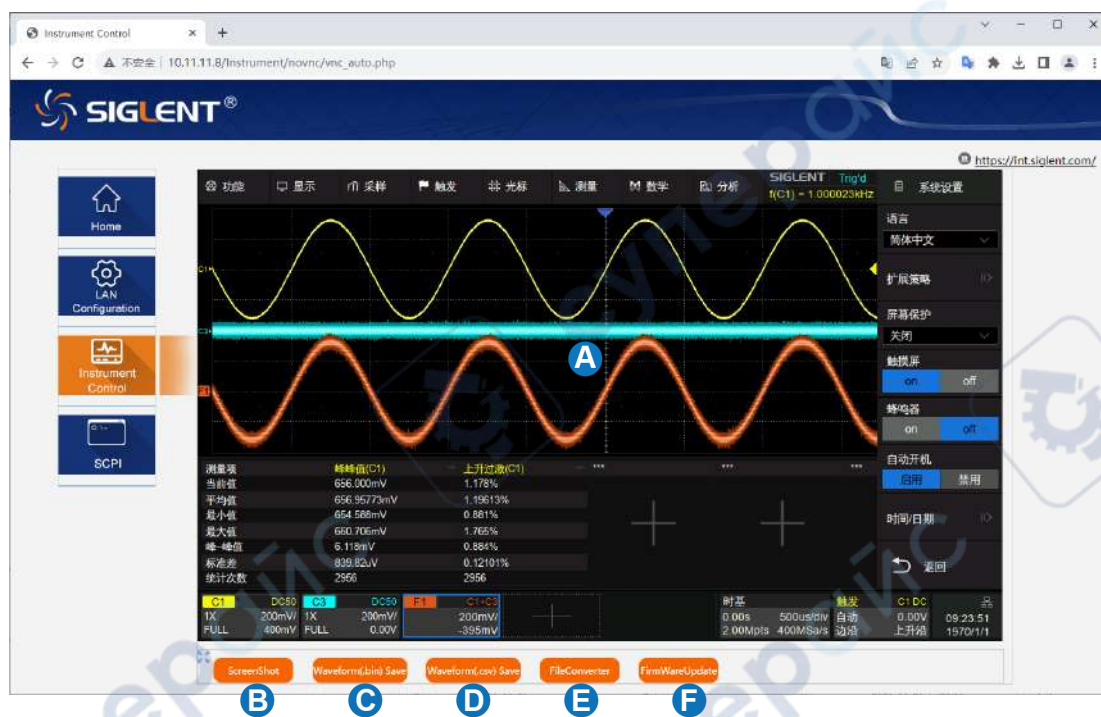 Instrument Control
不安全 10.11.11.8/Instrument/novnc/vnc_auto.php
SIGLENT®
https://int.siglent.com/
Home
LAN
Configuration
Instrument
Control
SCPI
功能 显示 采样 触发 光标 测量 数学 分析
SIGLENT Trig'd
f(C1) = 1.000023kHz
系统设置
语言
简体中文
扩展策略
屏幕保护
关闭
触摸屏
on off
蜂鸣器
on off
自动开机
启用 禁用
时间/日期
返回
C1
C3
F1
A
测量项 峰峰值(C1) 上升过激(C1) *** *** ***
当前值 656.000mV 1.178%
平均值 656.95773mV 1.19613%
最小值 654.588mV 0.881%
最大值 660.706mV 1.765%
峰-峰值 6.118mV 0.884%
标准差 839.82uV 0.12101%
统计次数 2956 2956
C1 DC50 C3 DC50 F1 C1+C3 时基 触发 C1 DC
1X 200mV/ 1X 200mV/ 200mV/ 0.00s 500us/div 自动 0.00V 09:23:51
FULL 400mV FULL 0.00V -395mV 2.00Mpts 400MSa/s 边沿 上升沿 1970/1/1
ScreenShot Waveform(.bin) Save Waveform(.csv) Save FileConverter FirmWareUpdate
B C D E F